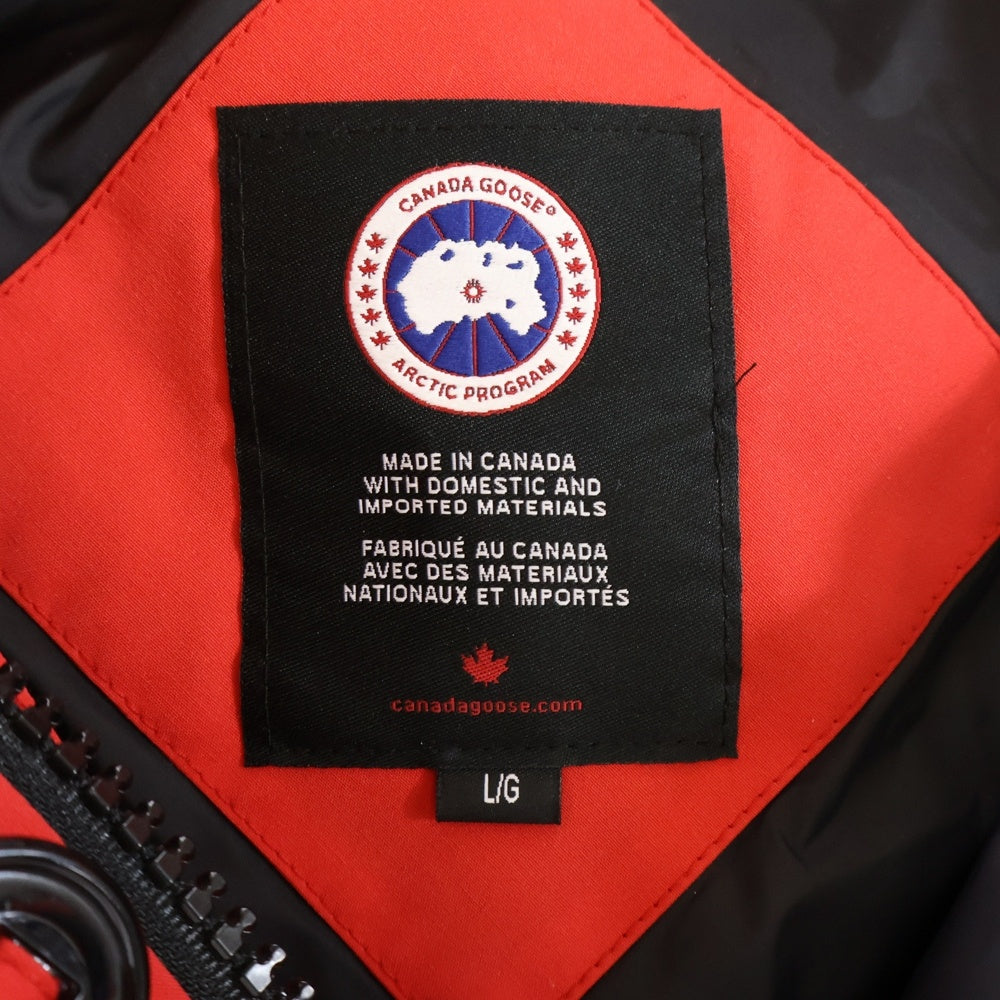 CANADA GOOSE®
ARCTIC PROGRAM
MADE IN CANADA
WITH DOMESTIC AND
IMPORTED MATERIALS
FABRIQUÉ AU CANADA
AVEC DES MATERIAUX
NATIONAUX ET IMPORTÉS
canadagoose.com
L/G